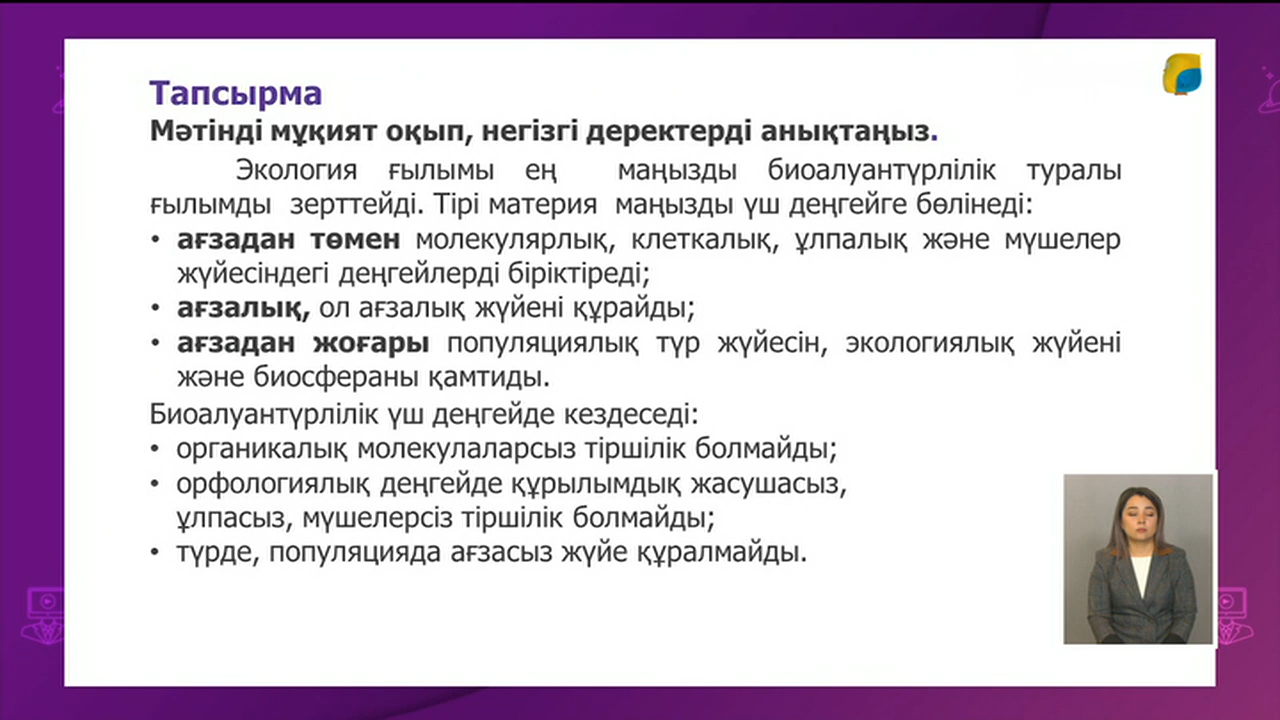 Тапсырма
Мәтінді мұқият оқып, негізгі деректерді анықтаңыз.
Экология ғылымы ең маңызды биоалуантүрлілік туралы
ғылымды зерттейді. Тірі материя маңызды үш деңгейге бөлінеді:
• ағзадан төмен молекулярлық, клеткалық, ұлпалық және мүшелер
жүйесіндегі деңгейлерді біріктіреді;
• ағзалық, ол ағзалық жүйені құрайды;
• ағзадан жоғары популяциялық түр жүйесін, экологиялық жүйені
және биосфераны қамтиды.
Биоалуантүрлілік үш деңгейде кездеседі:
• органикалық молекулаларсыз тіршілік болмайды;
• орфологиялық деңгейде құрылымдық жасушасыз,
ұлпасыз, мүшелерсіз тіршілік болмайды;
• түрде, популяцияда ағзасыз жүйе құралмайды.